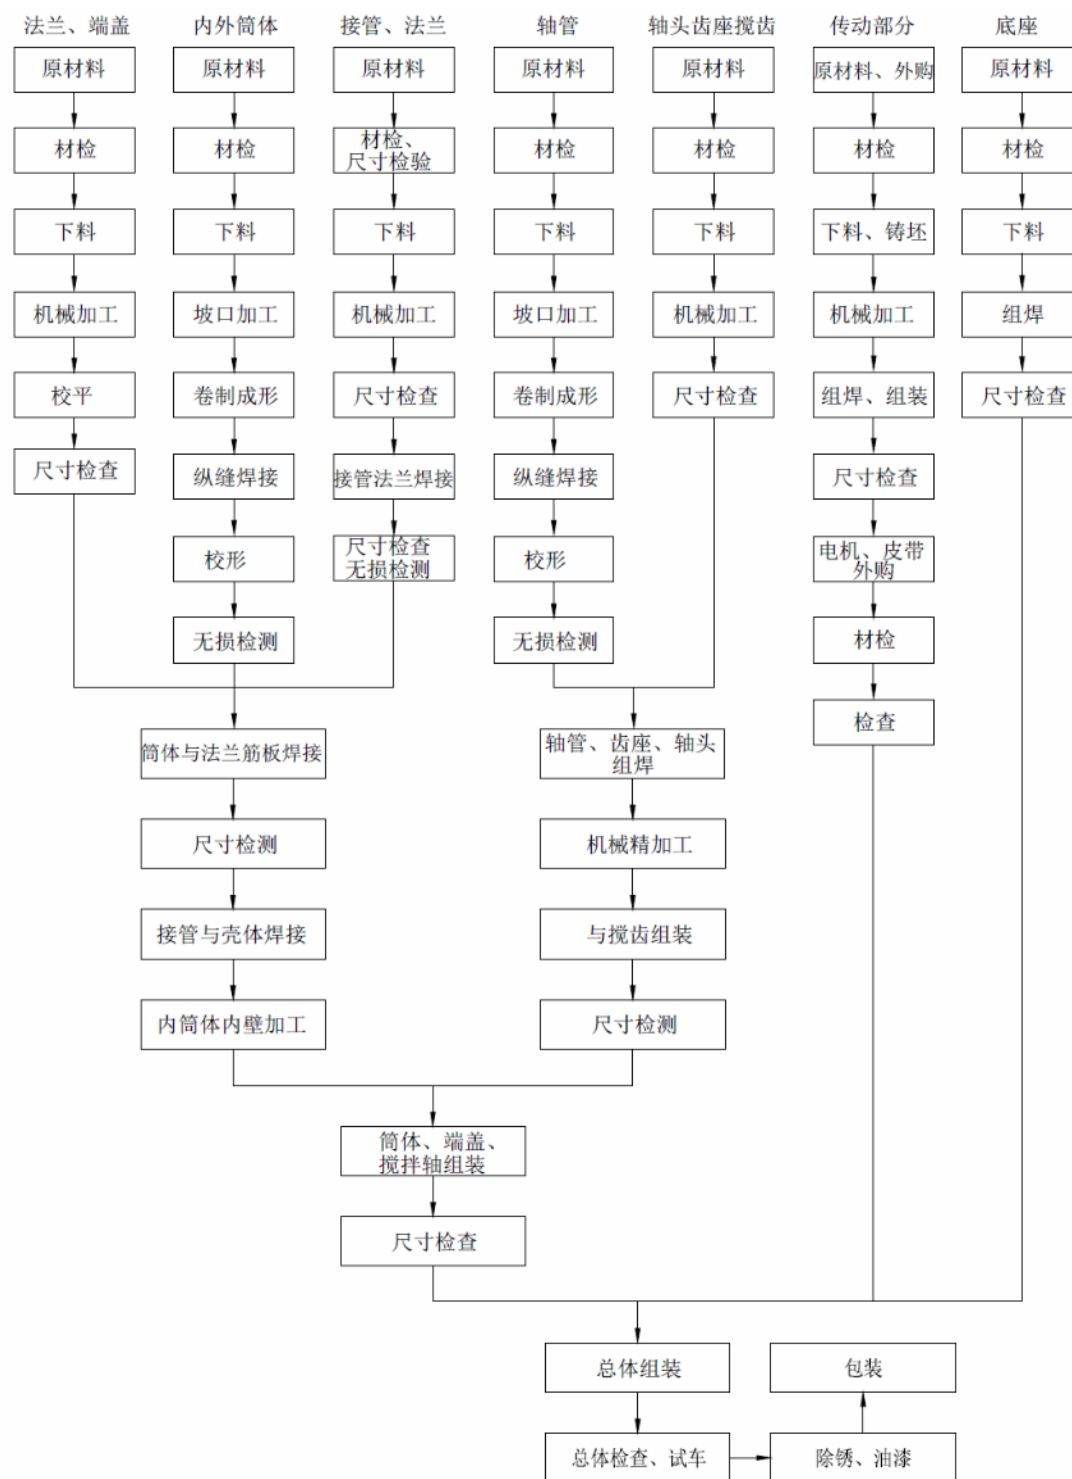 法兰、端盖
内外筒体
接管、法兰
轴管
轴头齿座搅齿
传动部分
底座
原材料
原材料
原材料
原材料
原材料
原材料、外购
原材料
材检
材检
材检、
尺寸检验
材检
材检
材检
材检
下料
下料
下料
下料
下料
下料、铸坯
下料
机械加工
坡口加工
机械加工
坡口加工
机械加工
机械加工
组焊
校平
卷制成形
尺寸检查
卷制成形
尺寸检查
组焊、组装
尺寸检查
尺寸检查
纵缝焊接
接管法兰焊接
纵缝焊接
尺寸检查
校形
尺寸检查
无损检测
校形
电机、皮带
外购
无损检测
无损检测
材检
检查
筒体与法兰筋板焊接
轴管、齿座、轴头
组焊
尺寸检测
机械精加工
接管与壳体焊接
与搅齿组装
内筒体内壁加工
尺寸检测
筒体、端盖、
搅拌轴组装
尺寸检查
总体组装
包装
总体检查、试车
除锈、油漆